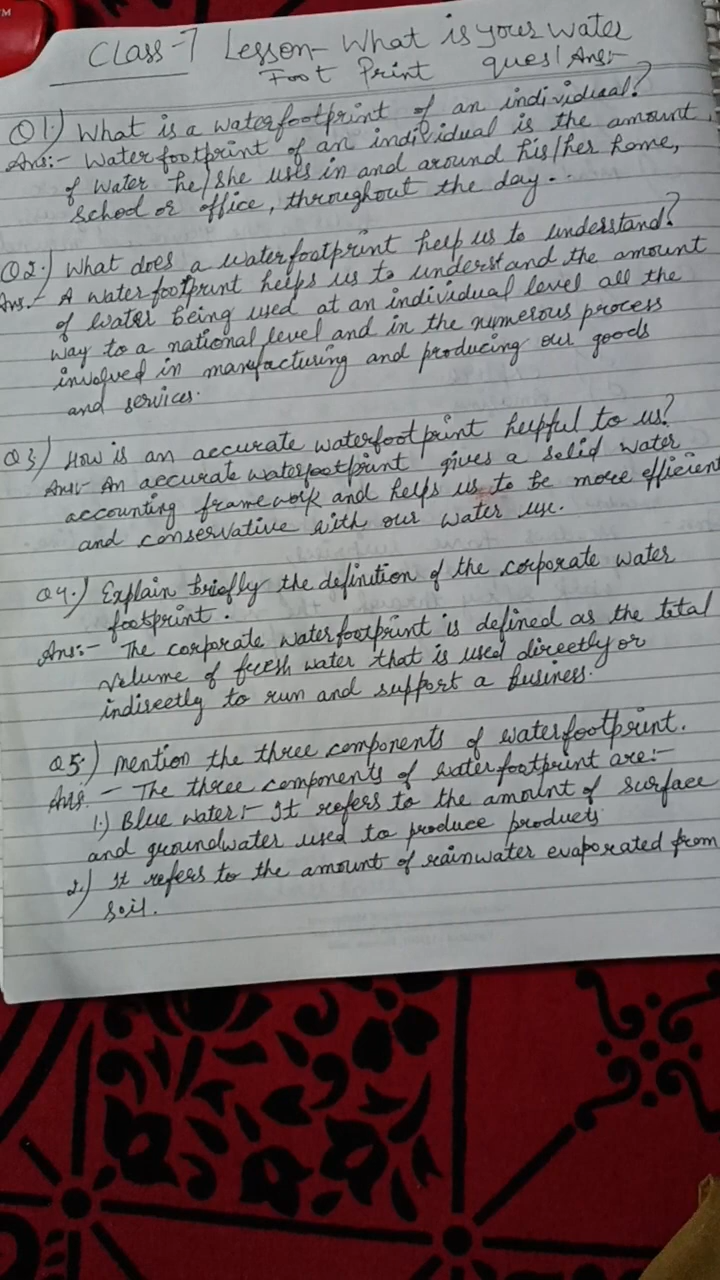 Class-7 Lesson- What is your water
Foot Print ques/Ans:-
Q1.) What is a waterfootprint of an individual?
Ans:- Waterfootprint of an individual is the amount
of water he/she uses in and around his/her home,
school or office, throughout the day..
Q2.) What does a waterfootprint help us to understand?
Ans.- A waterfootprint helps us to understand the amount
of water being used at an individual level all the
way to a national level and in the numerous process
involved in manufacturing and producing our goods
and services.
Q3) How is an accurate waterfootprint helpful to us?
Ans:- An accurate waterfootprint gives a solid water
accounting framework and helps us to be more efficient
and conservative with our water use.
Q4.) Explain briefly the definition of the corporate water
footprint.
Ans:- The corporate waterfootprint is defined as the total
volume of fresh water that is used directly or
indirectly to run and support a business.
Q5.) mention the three components of waterfootprint.
Ans. - The three components of waterfootprint are:-
1.) Blue water:- It refers to the amount of surface
and groundwater used to produce products
2.) It refers to the amount of rainwater evaporated from
soil.